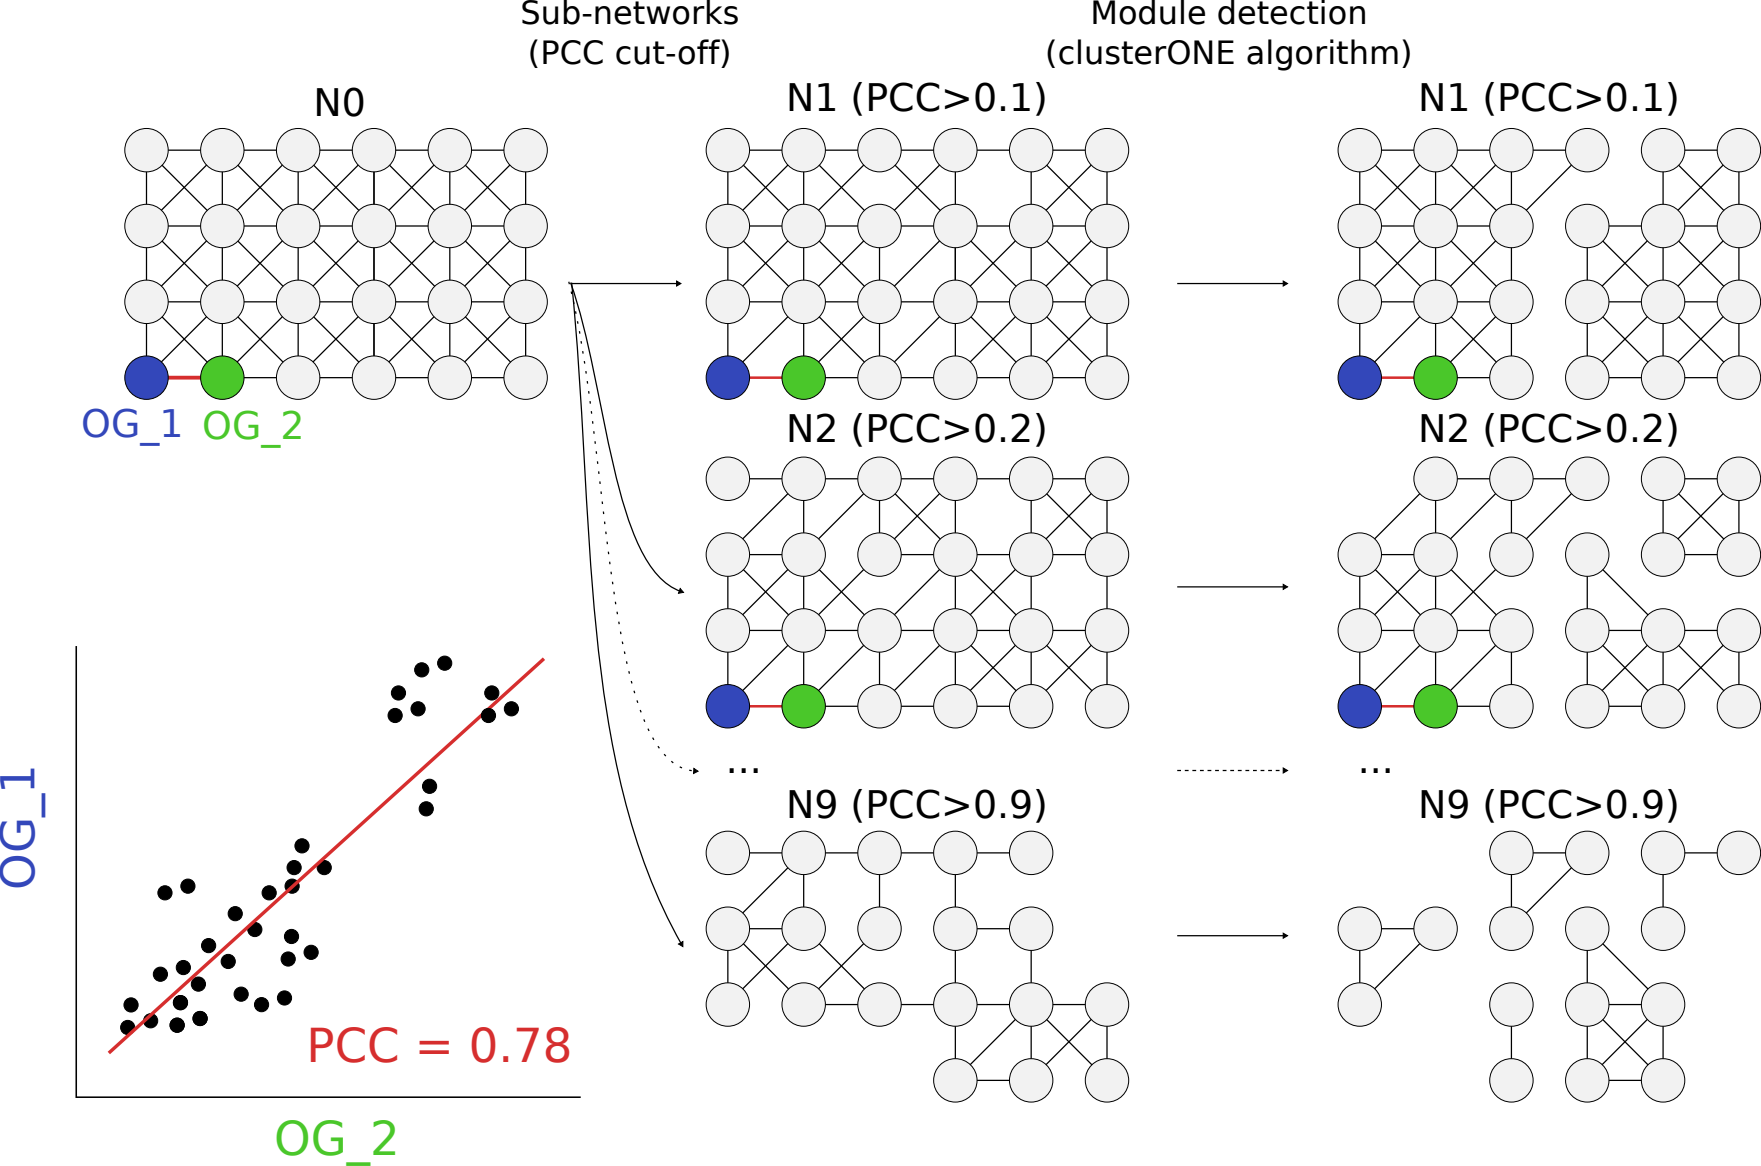 Sub-networks
(PCC cut-off)
Module detection
(clusterONE algorithm)
N0
N1 (PCC>0.1)
N1 (PCC>0.1)
OG_1
OG_2
N2 (PCC>0.2)
N2 (PCC>0.2)
...
...
N9 (PCC>0.9)
N9 (PCC>0.9)
OG_1
PCC = 0.78
OG_2